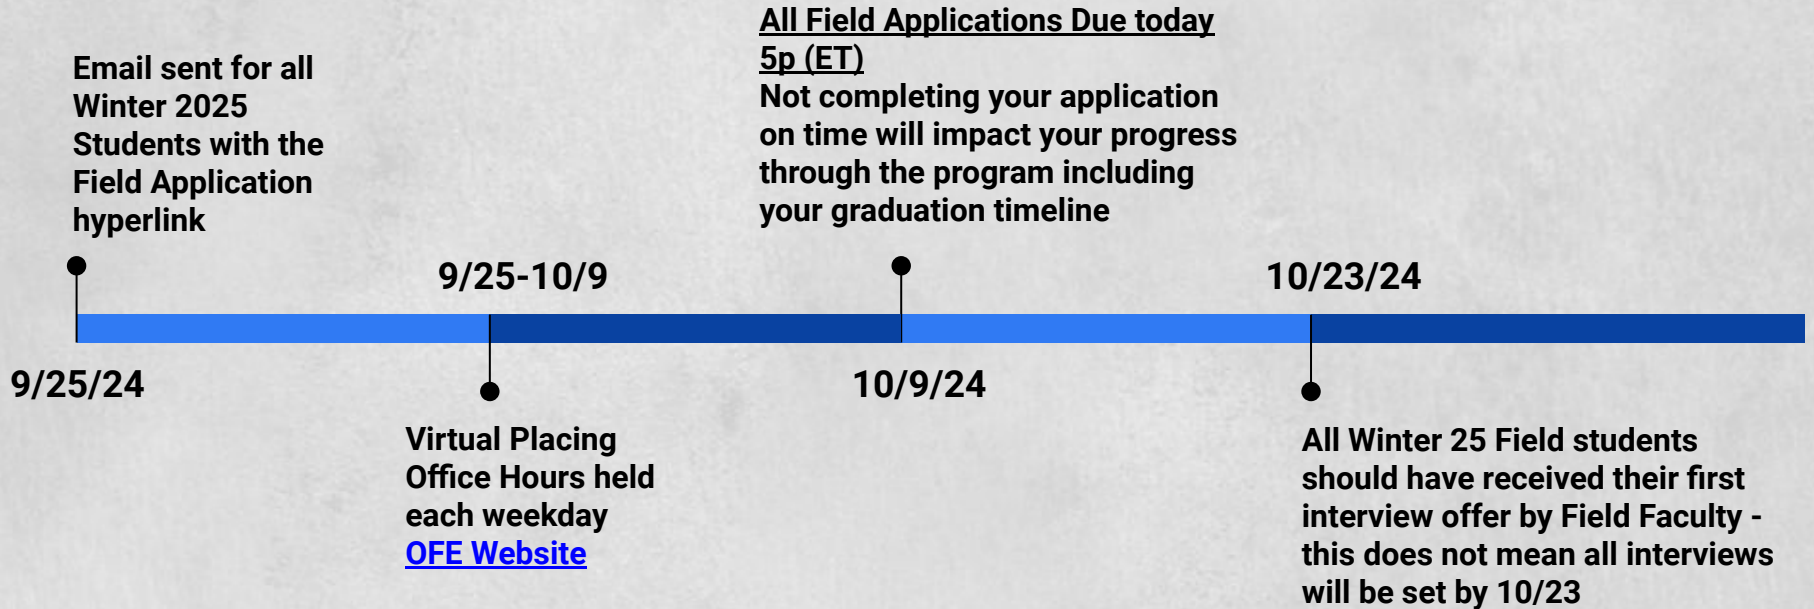 Email sent for all
Winter 2025
Students with the
Field Application
hyperlink
9/25/24
9/25-10/9
Virtual Placing
Office Hours held
each weekday
OFE Website
All Field Applications Due today
5p (ET)
Not completing your application
on time will impact your progress
through the program including
your graduation timeline
10/9/24
10/23/24
All Winter 25 Field students
should have received their first
interview offer by Field Faculty -
this does not mean all interviews
will be set by 10/23